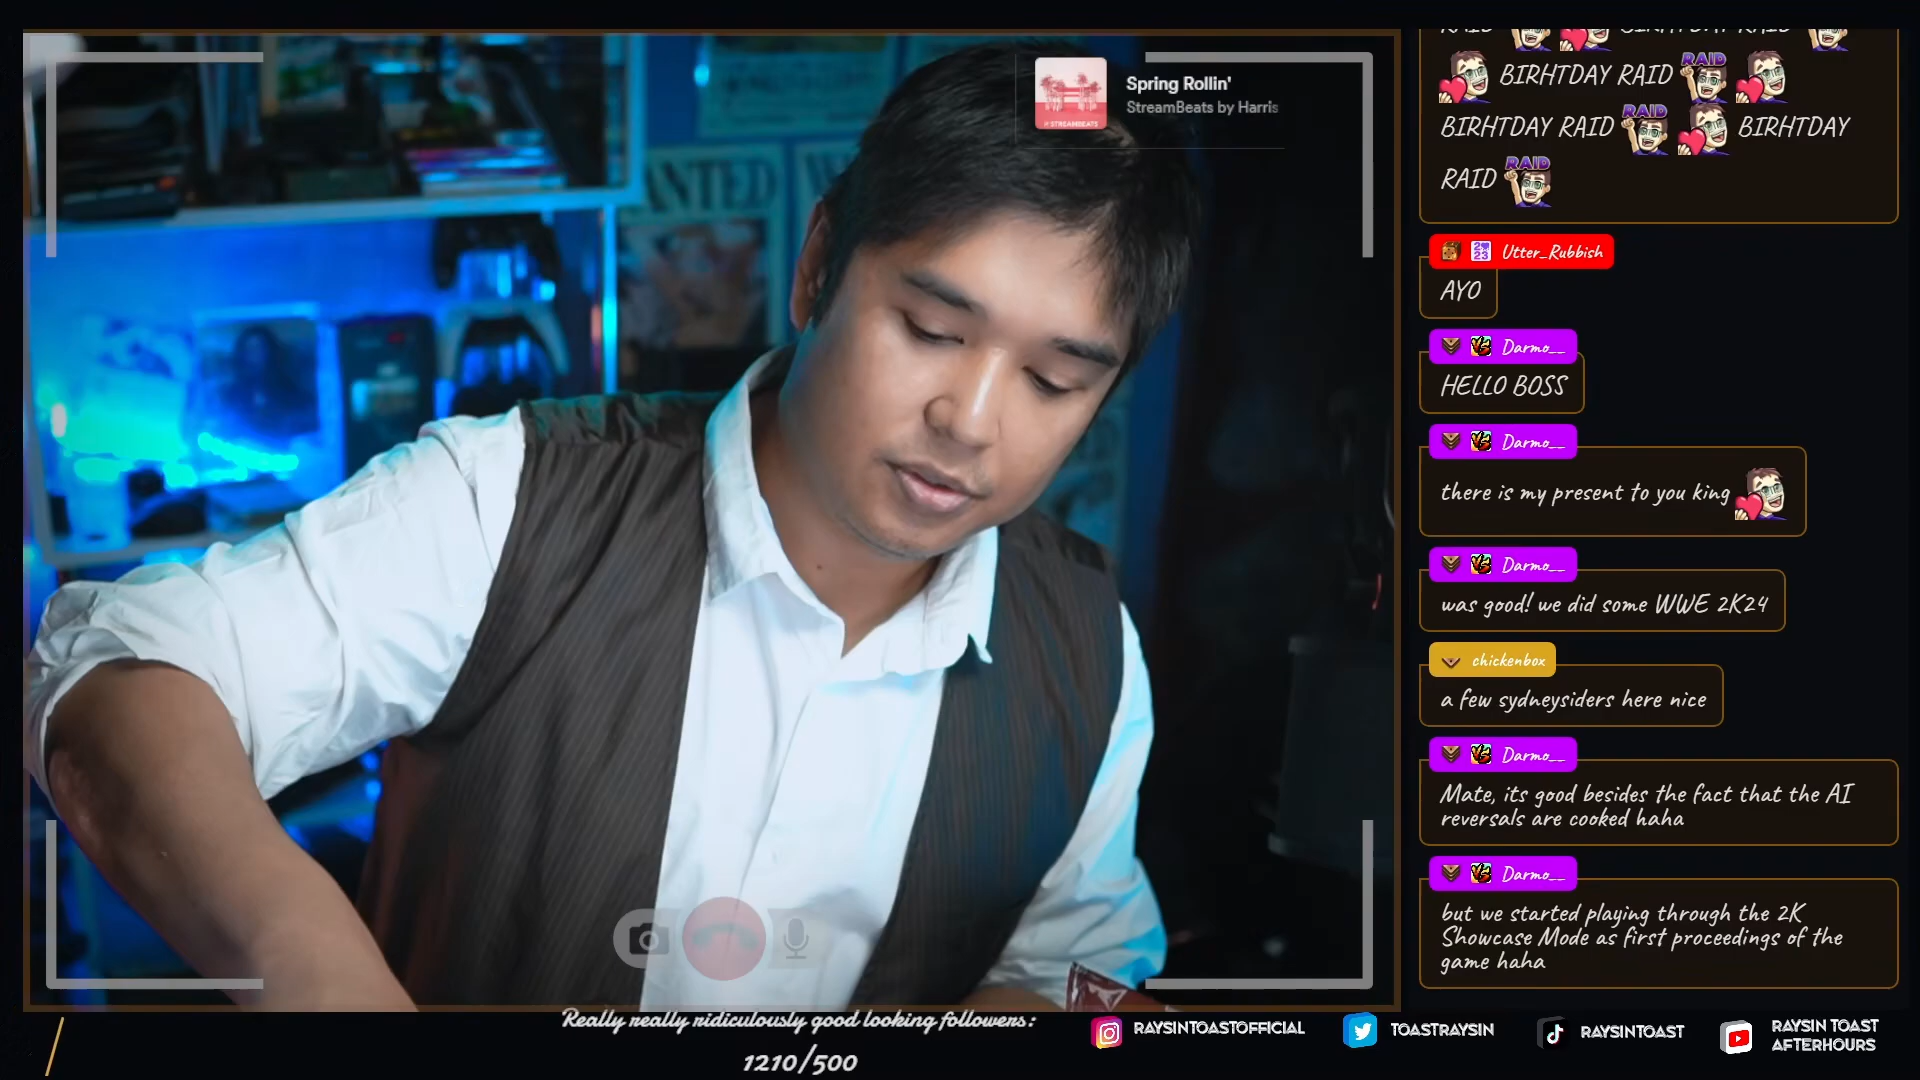 Spring Rollin'
StreamBeats by Harris
STREAMBEATS
WANTED
BIRHTDAY RAID
BIRHTDAY RAID BIRHTDAY
RAID
Utter_Rubbish
AYO
Darmo__
HELLO BOSS
Darmo__
there is my present to you king
Darmo__
was good! we did some WWE 2K24
chickenbox
a few sydneysiders here nice
Darmo__
Mate, its good besides the fact that the AI
reversals are cooked haha
Darmo__
but we started playing through the 2K
Showcase Mode as first proceedings of the
game haha
Really really ridiculously good looking followers:
1210/500
RAYSINTOASTOFFICIAL
TOASTRAYSIN
RAYSINTOAST
RAYSIN TOAST
AFTERHOURS